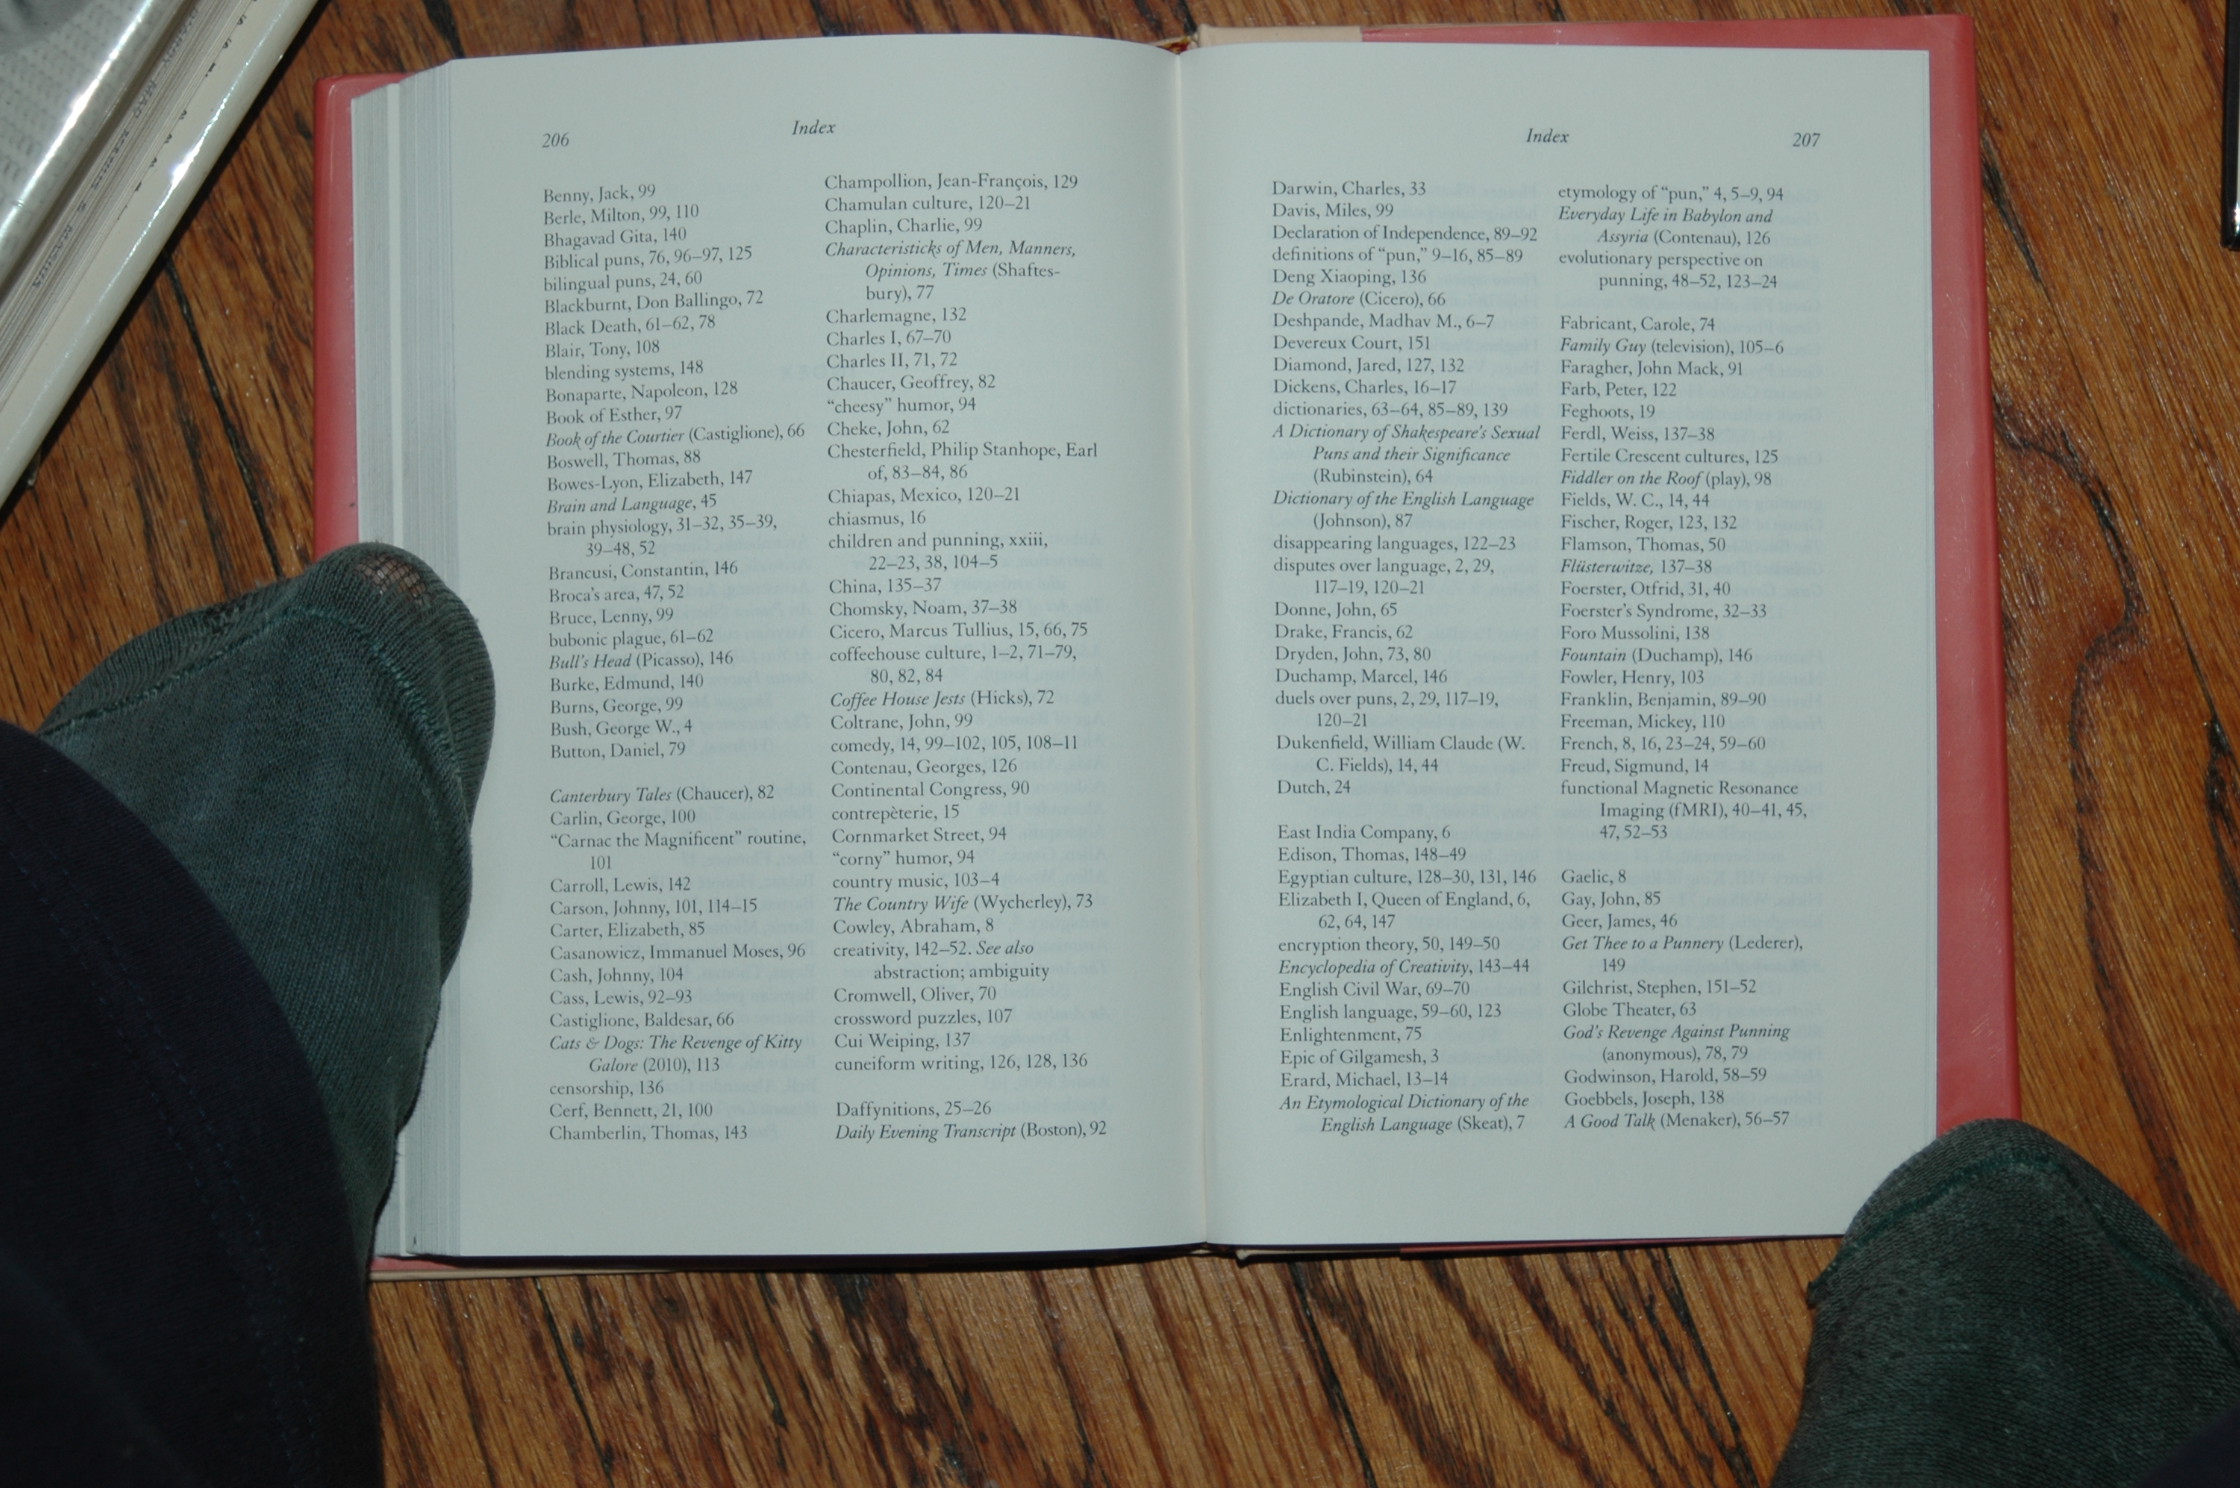 206
Index
Benny, Jack, 99
Berle, Milton, 99, 110
Bhagavad Gita, 140
Biblical puns, 76, 96–97, 125
bilingual puns, 24, 60
Blackburnt, Don Ballingo, 72
Black Death, 61–62, 78
Blair, Tony, 108
blending systems, 148
Bonaparte, Napoleon, 128
Book of Esther, 97
Book of the Courtier (Castiglione), 66
Boswell, Thomas, 88
Bowes-Lyon, Elizabeth, 147
Brain and Language, 45
brain physiology, 31–32, 35–39,
39–48, 52
Brancusi, Constantin, 146
Broca's area, 47, 52
Bruce, Lenny, 99
bubonic plague, 61–62
Bull's Head (Picasso), 146
Burke, Edmund, 140
Burns, George, 99
Bush, George W., 4
Button, Daniel, 79
Canterbury Tales (Chaucer), 82
Carlin, George, 100
“Carnac the Magnificent” routine,
101
Carroll, Lewis, 142
Carson, Johnny, 101, 114–15
Carter, Elizabeth, 85
Casanowicz, Immanuel Moses, 96
Cash, Johnny, 104
Cass, Lewis, 92–93
Castiglione, Baldesar, 66
Cats & Dogs: The Revenge of Kitty
Galore (2010), 113
censorship, 136
Cerf, Bennett, 21, 100
Chamberlin, Thomas, 143
Champollion, Jean-François, 129
Chamulan culture, 120–21
Chaplin, Charlie, 99
Characteristicks of Men, Manners,
Opinions, Times (Shaftes-
bury), 77
Charlemagne, 132
Charles I, 67–70
Charles II, 71, 72
Chaucer, Geoffrey, 82
“cheesy” humor, 94
Cheke, John, 62
Chesterfield, Philip Stanhope, Earl
of, 83–84, 86
Chiapas, Mexico, 120–21
chiasmus, 16
children and punning, xxiii,
22–23, 38, 104–5
China, 135–37
Chomsky, Noam, 37–38
Cicero, Marcus Tullius, 15, 66, 75
coffeehouse culture, 1–2, 71–79,
80, 82, 84
Coffee House Jests (Hicks), 72
Coltrane, John, 99
comedy, 14, 99–102, 105, 108–11
Contenau, Georges, 126
Continental Congress, 90
contrepèterie, 15
Cornmarket Street, 94
“corny” humor, 94
country music, 103–4
The Country Wife (Wycherley), 73
Cowley, Abraham, 8
creativity, 142–52. See also
abstraction; ambiguity
Cromwell, Oliver, 70
crossword puzzles, 107
Cui Weiping, 137
cuneiform writing, 126, 128, 136
Daffynitions, 25–26
Daily Evening Transcript (Boston), 92
Index
207
Darwin, Charles, 33
Davis, Miles, 99
Declaration of Independence, 89–92
definitions of “pun,” 9–16, 85–89
Deng Xiaoping, 136
De Oratore (Cicero), 66
Deshpande, Madhav M., 6–7
Devereux Court, 151
Diamond, Jared, 127, 132
Dickens, Charles, 16–17
dictionaries, 63–64, 85–89, 139
A Dictionary of Shakespeare's Sexual
Puns and their Significance
(Rubinstein), 64
Dictionary of the English Language
(Johnson), 87
disappearing languages, 122–23
disputes over language, 2, 29,
117–19, 120–21
Donne, John, 65
Drake, Francis, 62
Dryden, John, 73, 80
Duchamp, Marcel, 146
duels over puns, 2, 29, 117–19,
120–21
Dukenfield, William Claude (W.
C. Fields), 14, 44
Dutch, 24
East India Company, 6
Edison, Thomas, 148–49
Egyptian culture, 128–30, 131, 146
Elizabeth I, Queen of England, 6,
62, 64, 147
encryption theory, 50, 149–50
Encyclopedia of Creativity, 143–44
English Civil War, 69–70
English language, 59–60, 123
Enlightenment, 75
Epic of Gilgamesh, 3
Erard, Michael, 13–14
An Etymological Dictionary of the
English Language (Skeat), 7
etymology of “pun,” 4, 5–9, 94
Everyday Life in Babylon and
Assyria (Contenau), 126
evolutionary perspective on
punning, 48–52, 123–24
Fabricant, Carole, 74
Family Guy (television), 105–6
Faragher, John Mack, 91
Farb, Peter, 122
Feghoots, 19
Ferdl, Weiss, 137–38
Fertile Crescent cultures, 125
Fiddler on the Roof (play), 98
Fields, W. C., 14, 44
Fischer, Roger, 123, 132
Flamson, Thomas, 50
Flüsterwitze, 137–38
Foerster, Otfrid, 31, 40
Foerster's Syndrome, 32–33
Foro Mussolini, 138
Fountain (Duchamp), 146
Fowler, Henry, 103
Franklin, Benjamin, 89–90
Freeman, Mickey, 110
French, 8, 16, 23–24, 59–60
Freud, Sigmund, 14
functional Magnetic Resonance
Imaging (fMRI), 40–41, 45,
47, 52–53
Gaelic, 8
Gay, John, 85
Geer, James, 46
Get Thee to a Punnery (Lederer),
149
Gilchrist, Stephen, 151–52
Globe Theater, 63
God's Revenge Against Punning
(anonymous), 78, 79
Godwinson, Harold, 58–59
Goebbels, Joseph, 138
A Good Talk (Menaker), 56–57